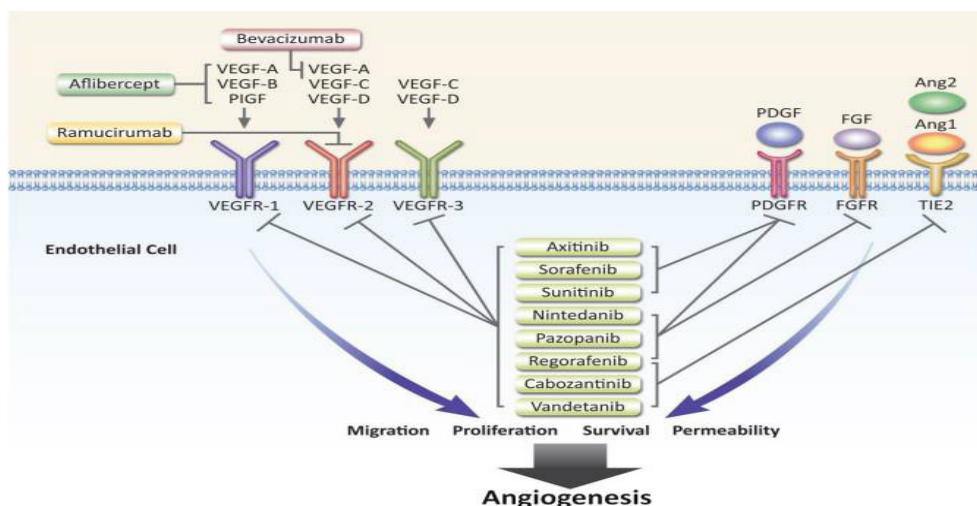 Bevacizumab
Aflibercept
VEGF-A
VEGF-B
PIGF
VEGF-A
VEGF-C
VEGF-D
VEGF-C
VEGF-D
Ramucirumab
PDGF
FGF
Ang2
Ang1
VEGFR-1
VEGFR-2
VEGFR-3
PDGFR
FGFR
TIE2
Endothelial Cell
Axitinib
Sorafenib
Sunitinib
Nintedanib
Pazopanib
Regorafenib
Cabozantinib
Vandetanib
Migration Proliferation Survival Permeability
Angiogenesis